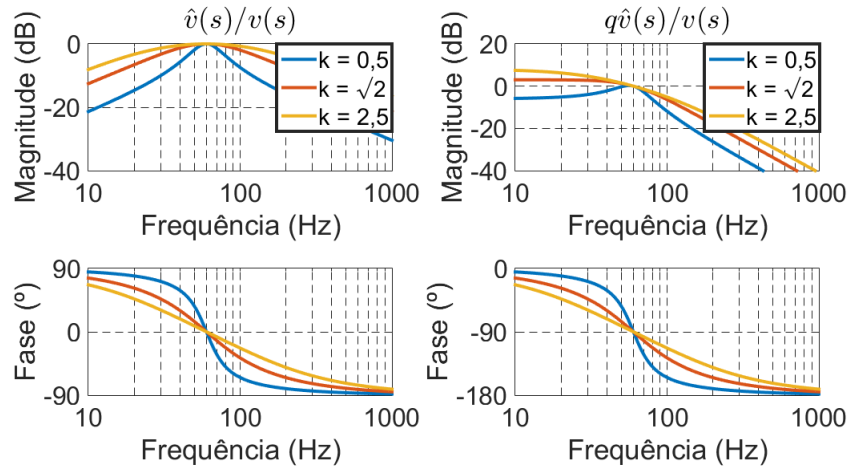 v̂(s)/v(s)
Magnitude (dB)
0
-20
-40
10
100
1000
Frequência (Hz)
k = 0,5
k = √2
k = 2,5
qv̂(s)/v(s)
Magnitude (dB)
20
0
-20
-40
10
100
1000
Frequência (Hz)
k = 0,5
k = √2
k = 2,5
Fase (º)
90
0
-90
10
100
1000
Frequência (Hz)
Fase (º)
0
-90
-180
10
100
1000
Frequência (Hz)